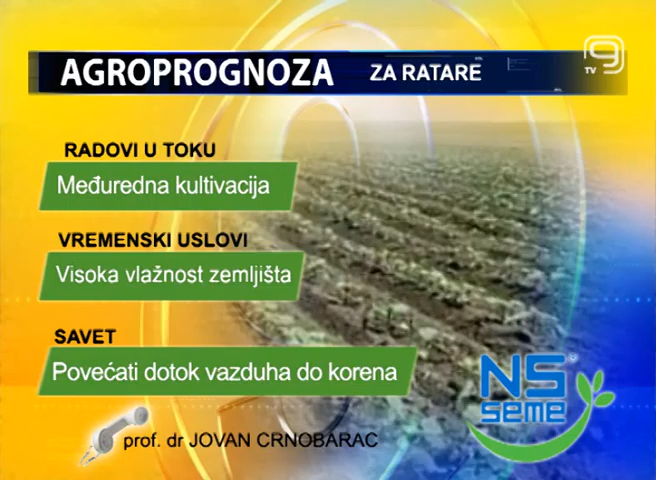 AGROPROGNOZA ZA RATARE
TV 9
RADOVI U TOKU
Međuredna kultivacija
VREMENSKI USLOVI
Visoka vlažnost zemljišta
SAVET
Povećati dotok vazduha do korena
NS
seme
prof. dr JOVAN CRNOBARAC